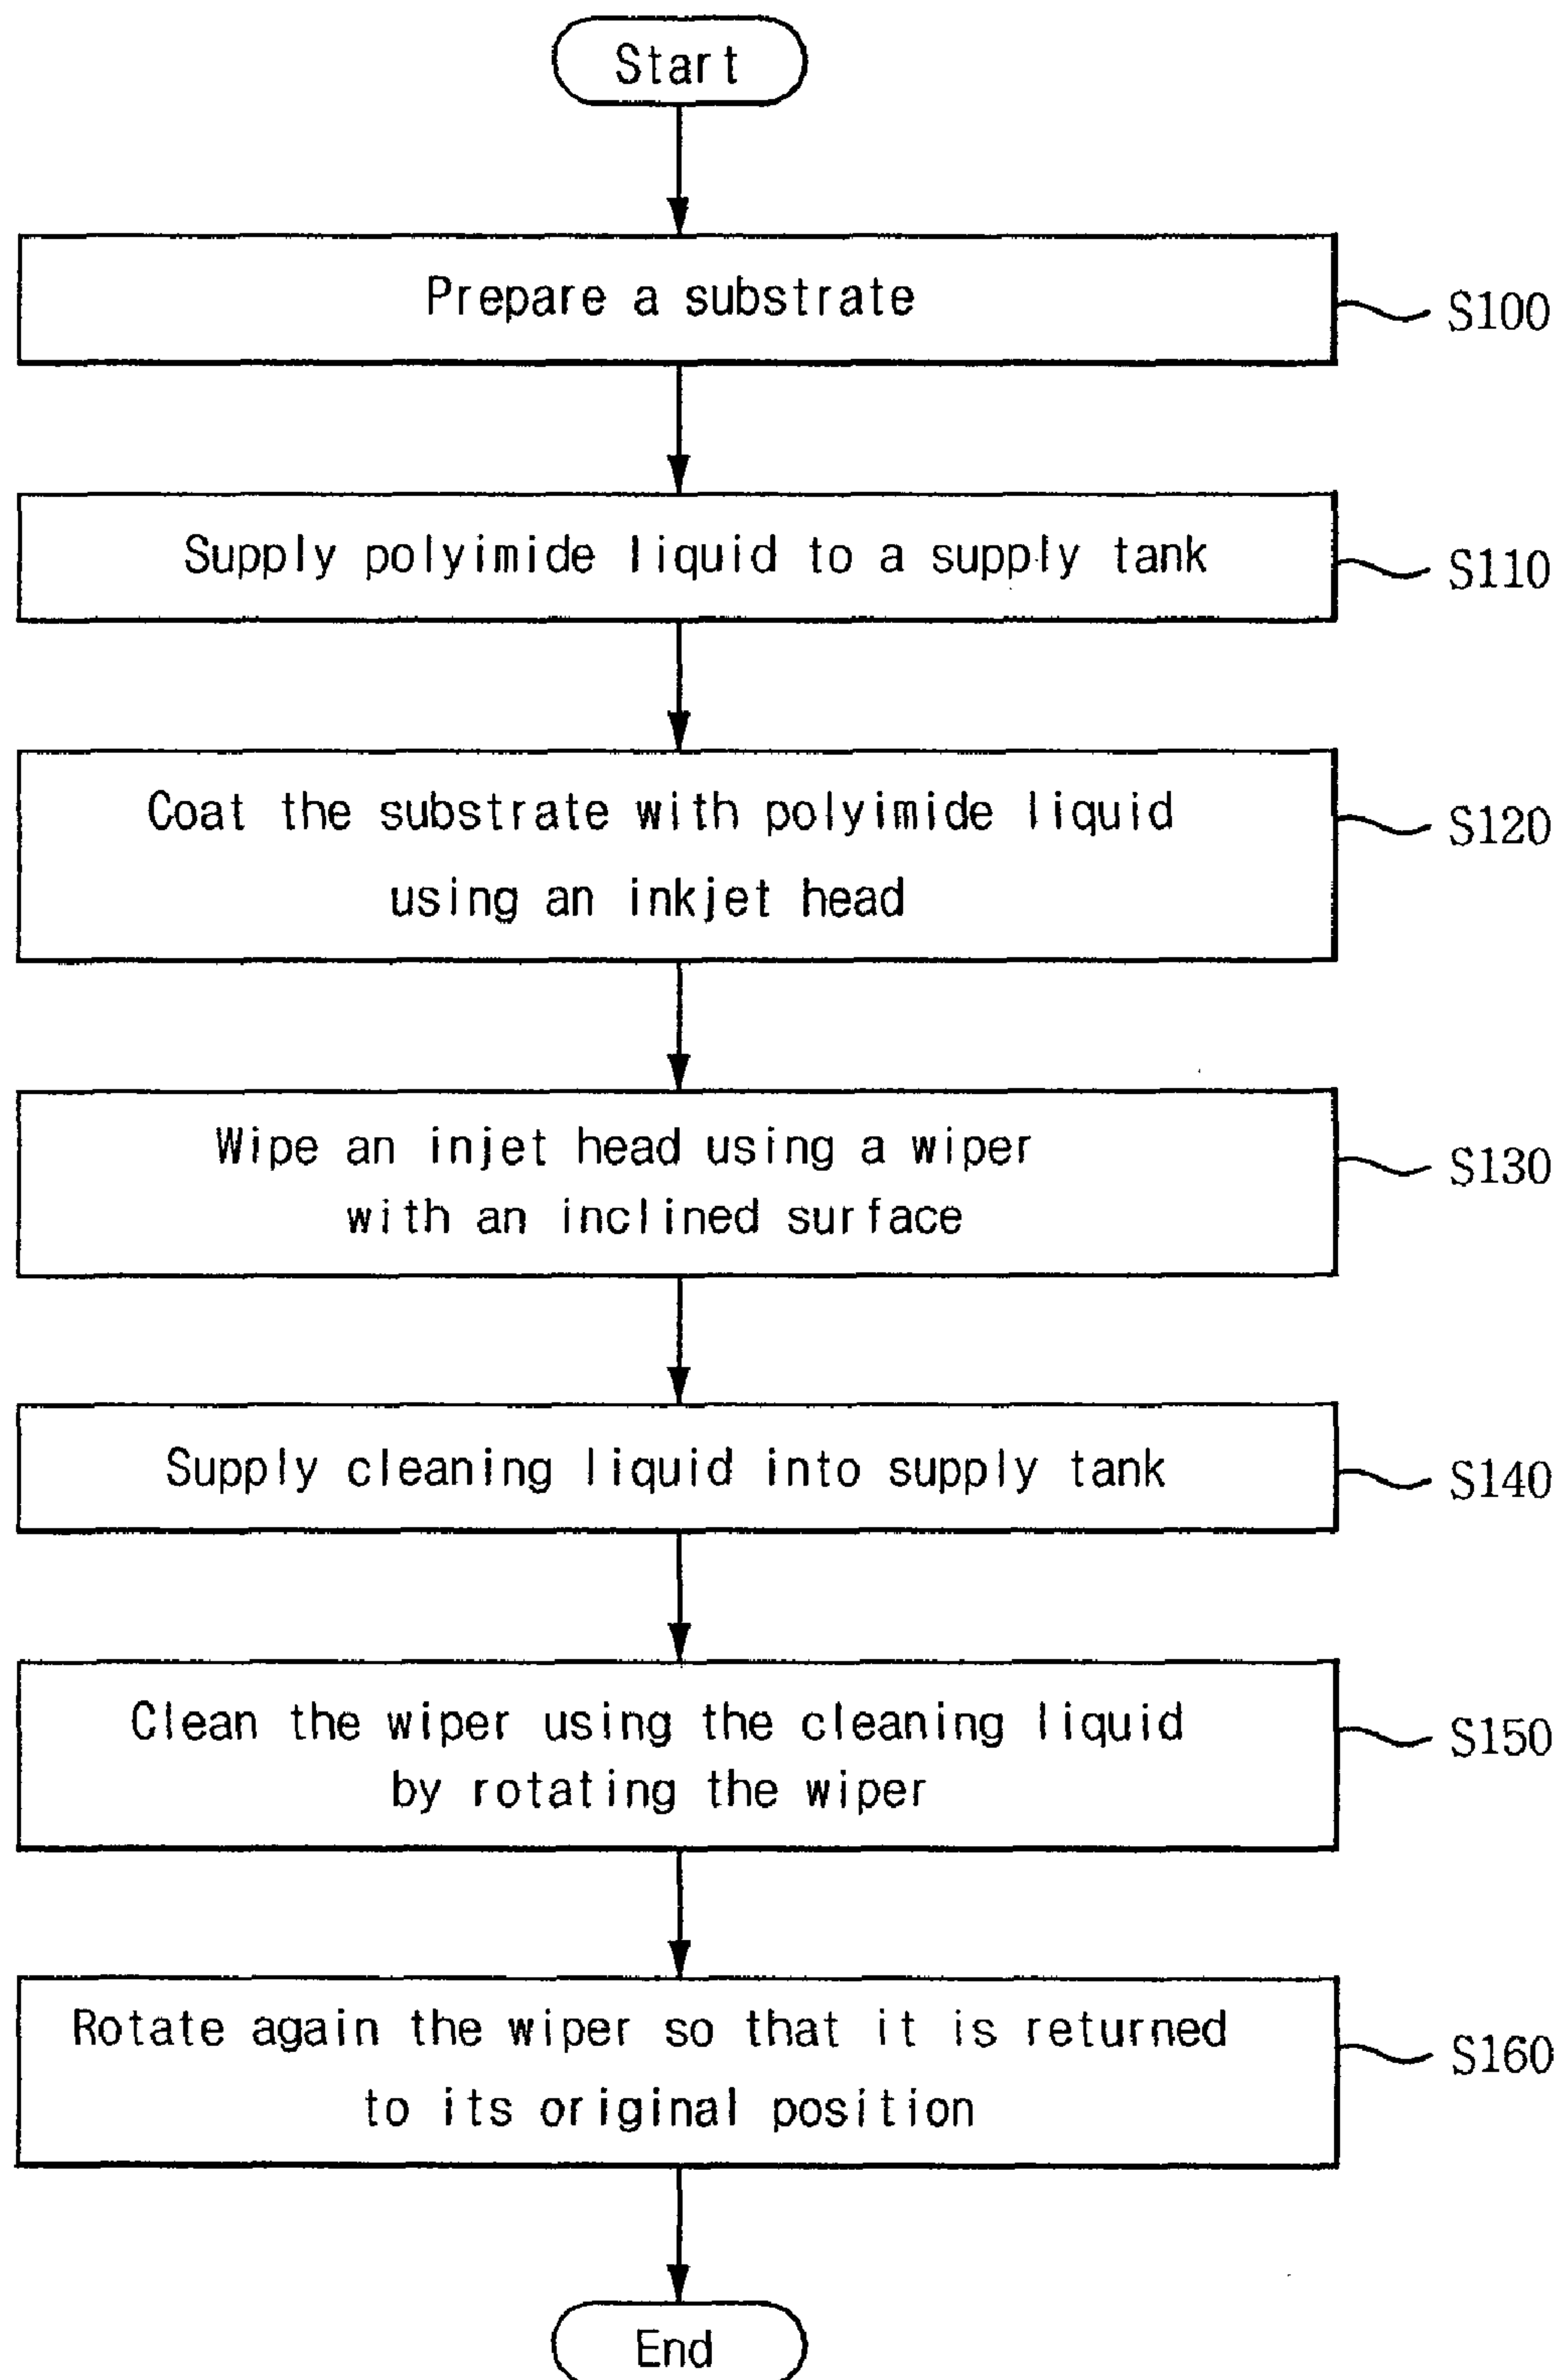 Start
Prepare a substrate
S100
Supply polyimide liquid to a supply tank
S110
Coat the substrate with polyimide liquid
S120
using an inkjet head
Wipe an injet head using a wiper
S130
with an inclined surface
Supply cleaning liquid into supply tank
S140
Clean the wiper using the cleaning liquid
S150
by rotating the wiper
Rotate again the wiper so that it is returned
S160
to its original position
End